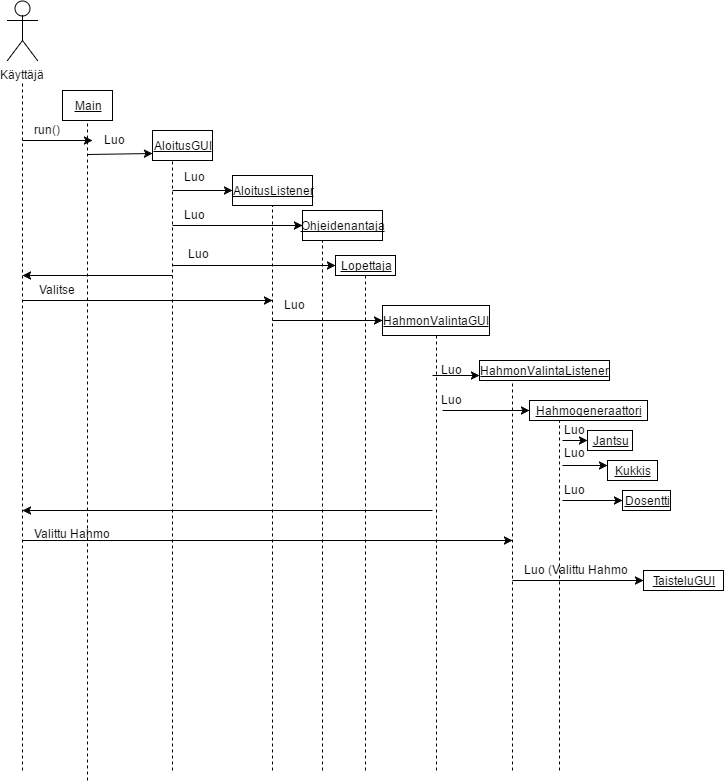 Käyttäjä
Main
run()
Luo
AloitusGUI
Luo
AloitusListener
Luo
Ohjeidenantaja
Luo
Lopettaja
Valitse
Luo
HahmonValintaGUI
Luo
HahmonValintaListener
Luo
Hahmogeneraattori
Luo
Jantsu
Luo
Kukkis
Luo
Dosentti
Valittu Hahmo
Luo (Valittu Hahmo
TaisteluGUI